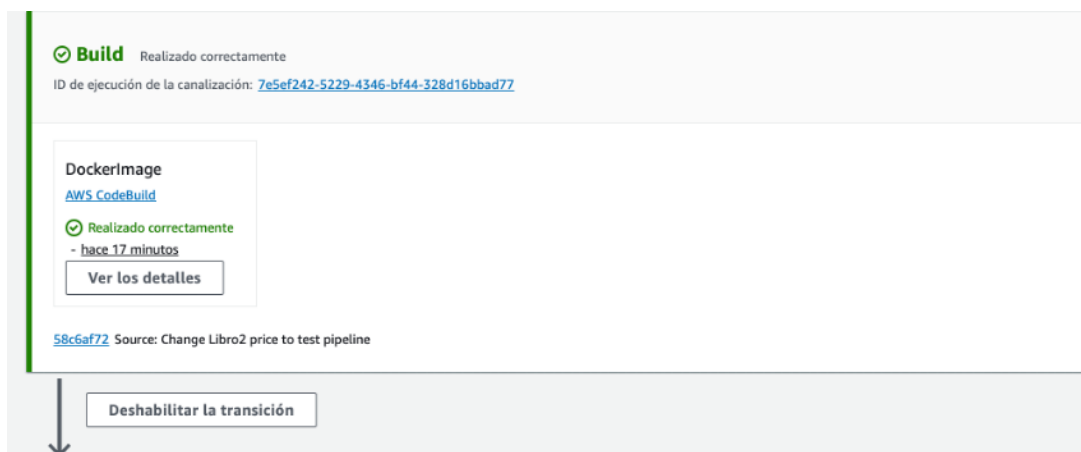 Build Realizado correctamente
ID de ejecución de la canalización: 7e5ef242-5229-4346-bf44-328d16bbad77
DockerImage
AWS CodeBuild
Realizado correctamente
- hace 17 minutos
Ver los detalles
58c6af72 Source: Change Libro2 price to test pipeline
Deshabilitar la transición